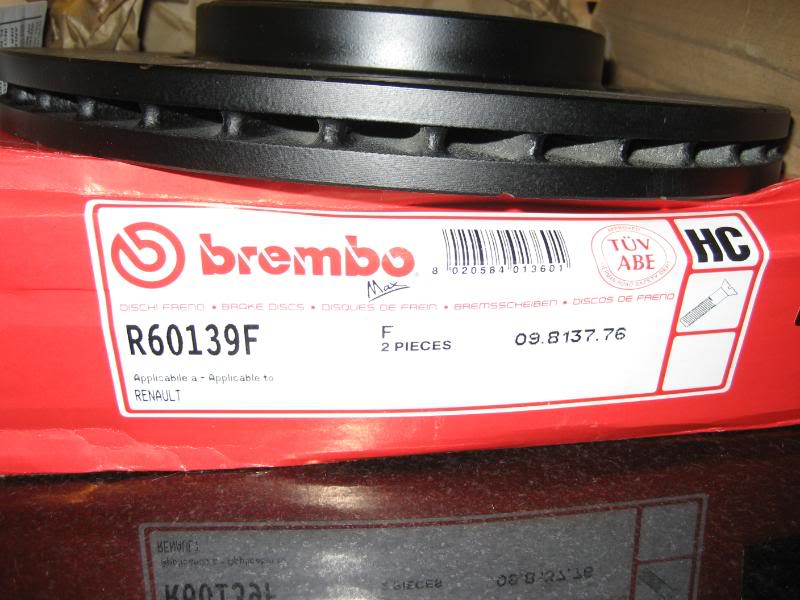 brembo
Max
8 020584 013601
APPROVED
TÜV
ABE
HC
DISCHI FRENO • BRAKE DISCS • DISQUES DE FREIN • BREMSSCHEIBEN • DISCOS DE FRENO
R60139F
F
2 PIECES
09.8137.76
Applicabile a - Applicable to
RENAULT